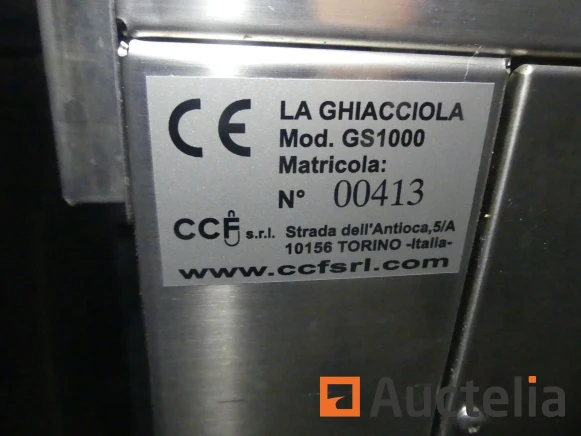 CE
LA GHIACCIOLA
Mod. GS1000
Matricola:
N° 00413
CCF s.r.l. Strada dell'Antioca,5/A
10156 TORINO -Italia-
www.ccfsrl.com
Auctelia